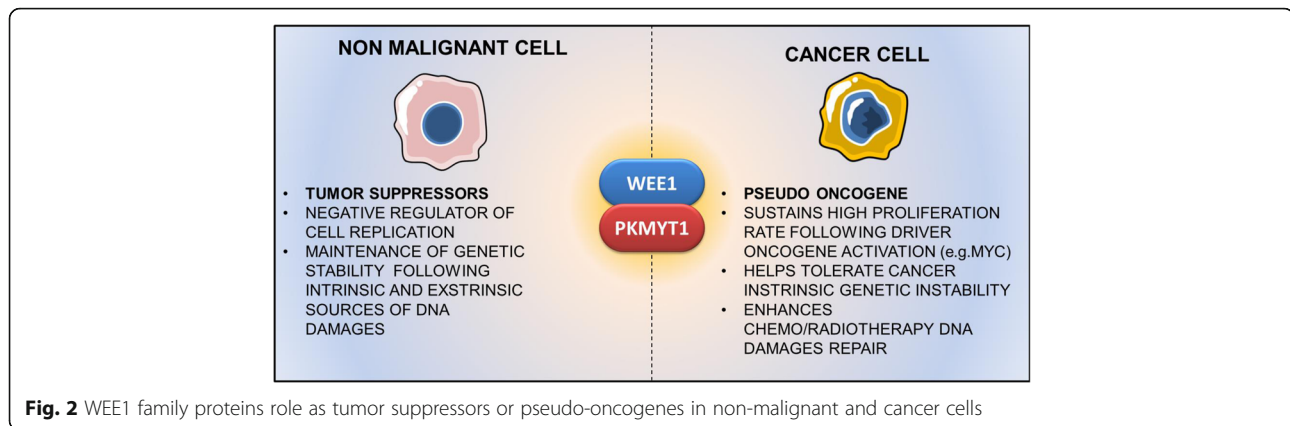 NON MALIGNANT CELL
• TUMOR SUPPRESSORS
• NEGATIVE REGULATOR OF
CELL REPLICATION
• MAINTENANCE OF GENETIC
STABILITY FOLLOWING
INTRINSIC AND EXSTRINSIC
SOURCES OF DNA
DAMAGES
WEE1
PKMYT1
CANCER CELL
• PSEUDO ONCOGENE
• SUSTAINS HIGH PROLIFERATION
RATE FOLLOWING DRIVER
ONCOGENE ACTIVATION (e.g.MYC)
• HELPS TOLERATE CANCER
INSTRINSIC GENETIC INSTABILITY
• ENHANCES
CHEMO/RADIOTHERAPY DNA
DAMAGES REPAIR
Fig. 2 WEE1 family proteins role as tumor suppressors or pseudo-oncogenes in non-malignant and cancer cells